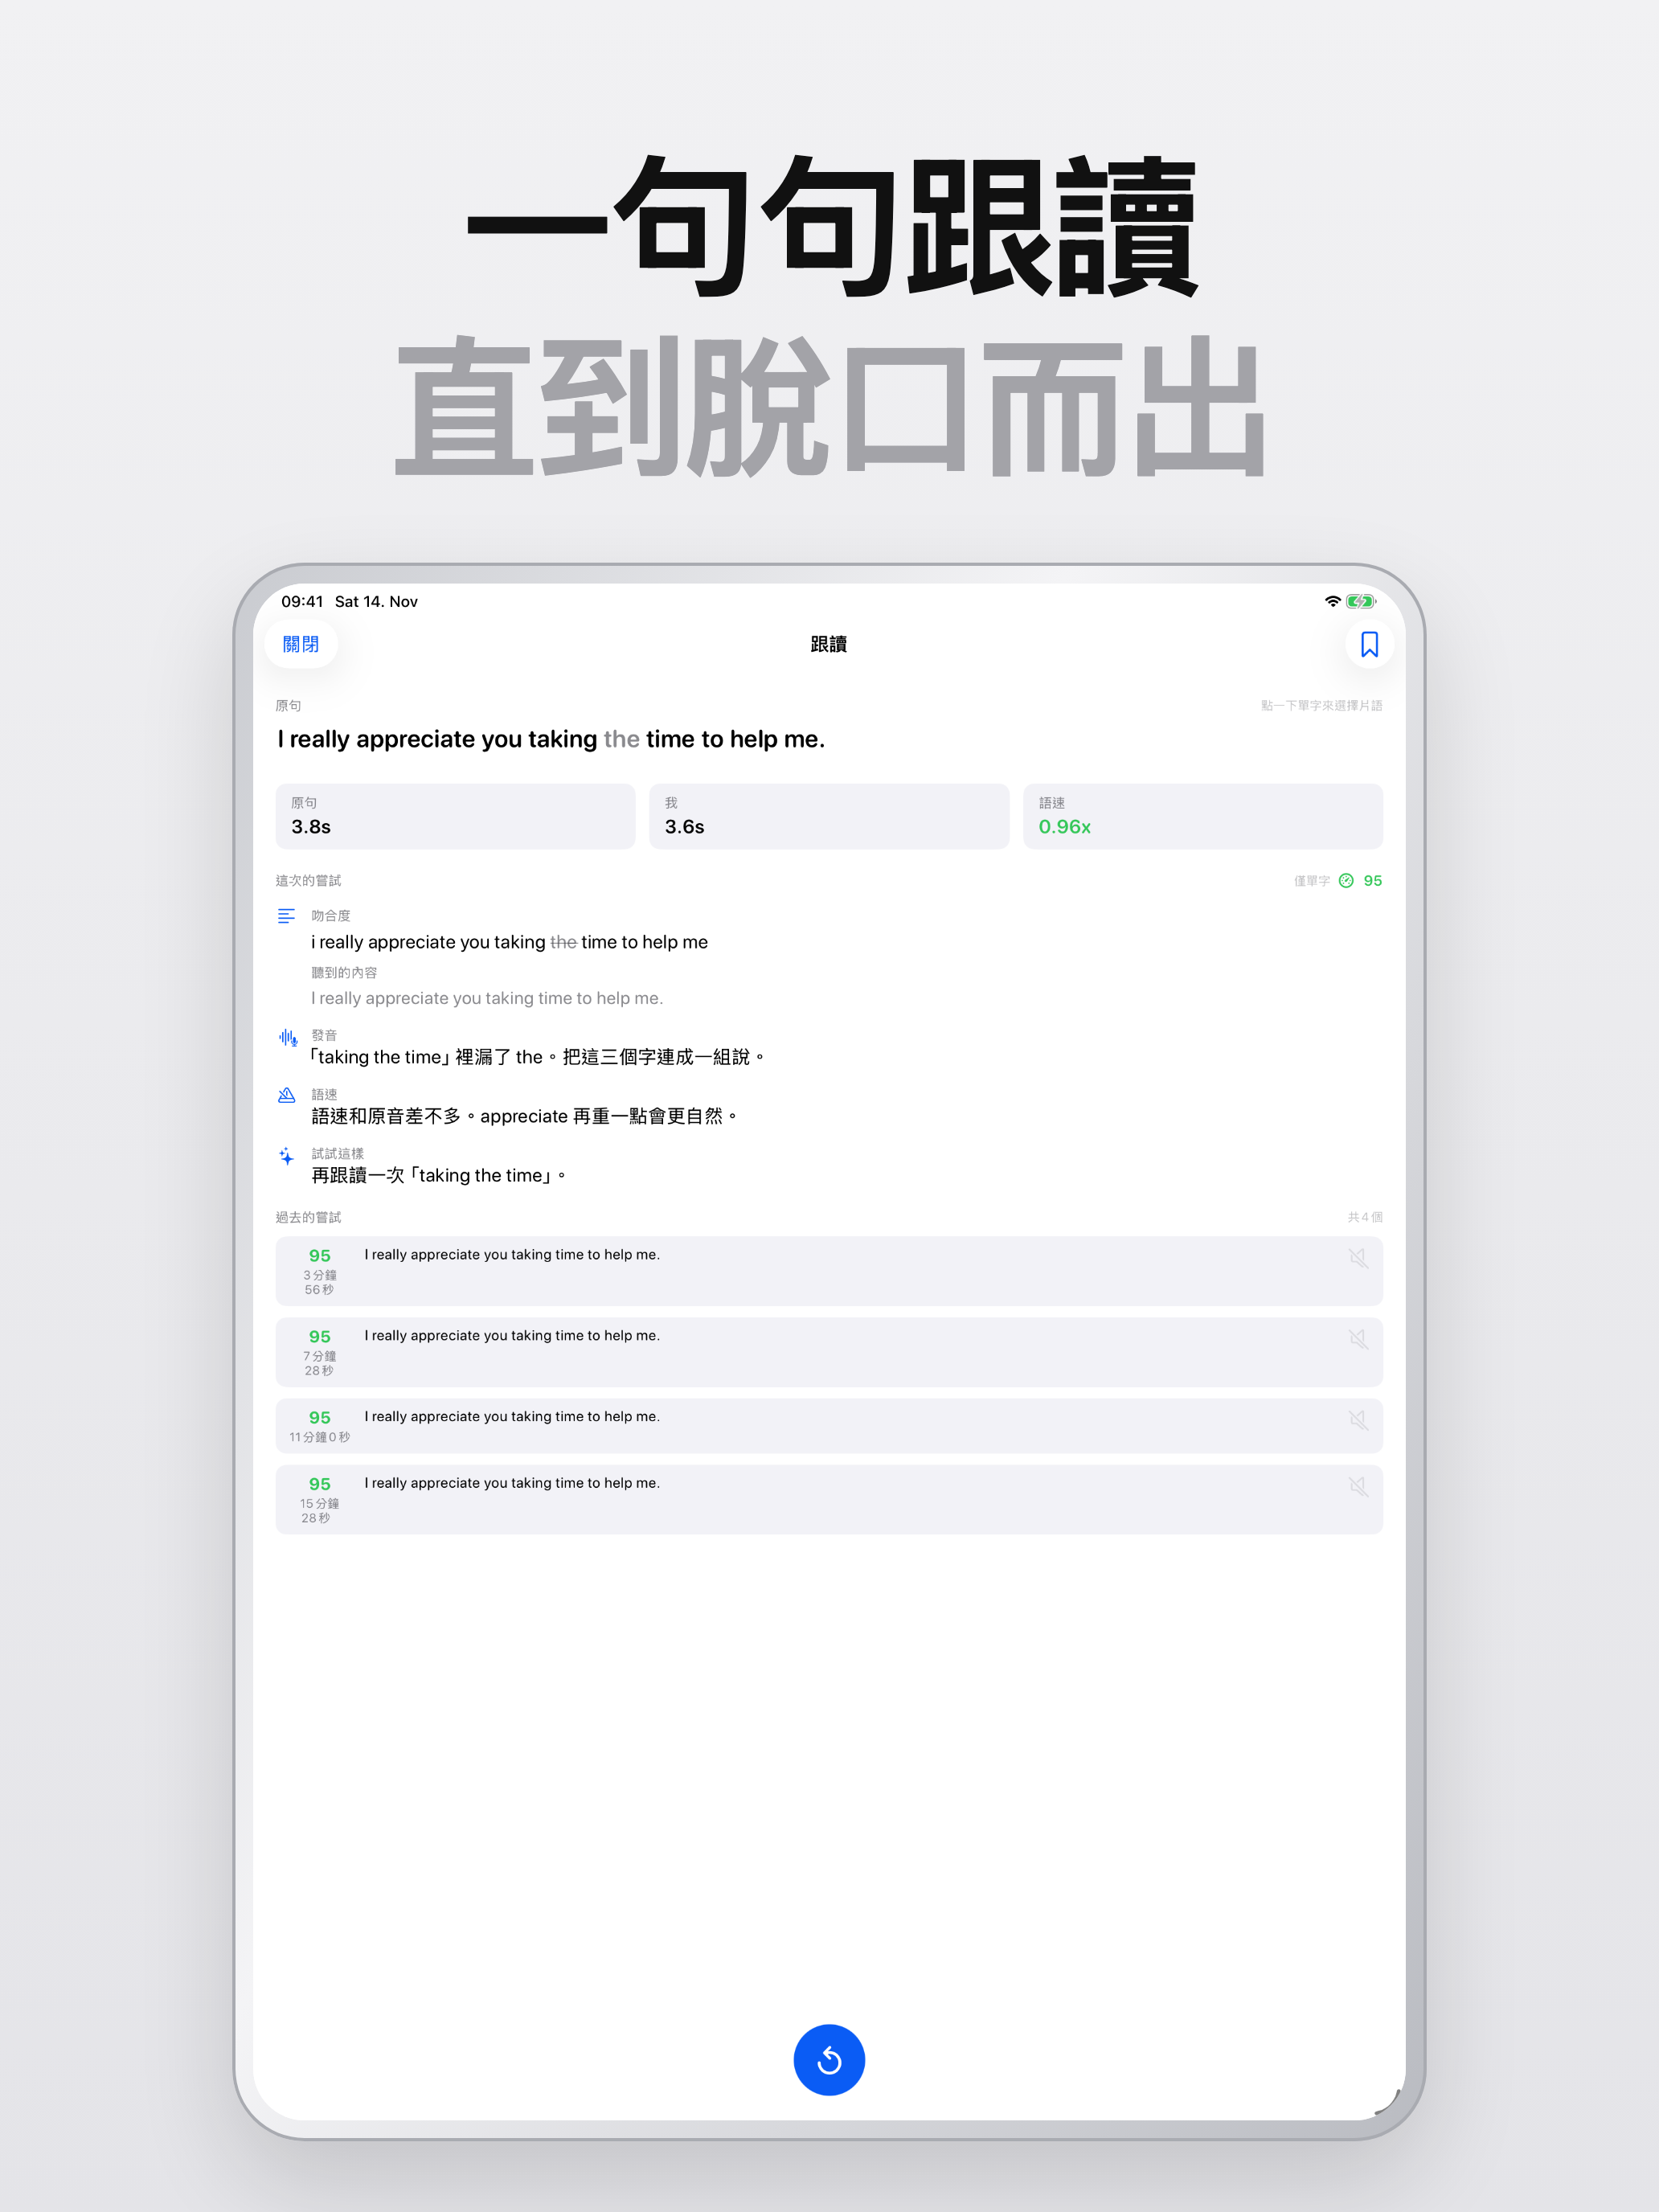 一句句跟讀
直到脫口而出
09:41 Sat 14. Nov
關閉
跟讀
原句
點一下單字來選擇片語
I really appreciate you taking the time to help me.
原句
3.8s
我
3.6s
語速
0.96x
這次的嘗試
僅單字 95
吻合度
i really appreciate you taking the time to help me
聽到的內容
I really appreciate you taking time to help me.
發音
「taking the time」裡漏了 the。把這三個字連成一組說。
語速
語速和原音差不多。appreciate 再重一點會更自然。
試試這樣
再跟讀一次「taking the time」。
過去的嘗試
共 4 個
95
I really appreciate you taking time to help me.
3 分鐘
56 秒
95
I really appreciate you taking time to help me.
7 分鐘
28 秒
95
I really appreciate you taking time to help me.
11 分鐘 0 秒
95
I really appreciate you taking time to help me.
15 分鐘
28 秒